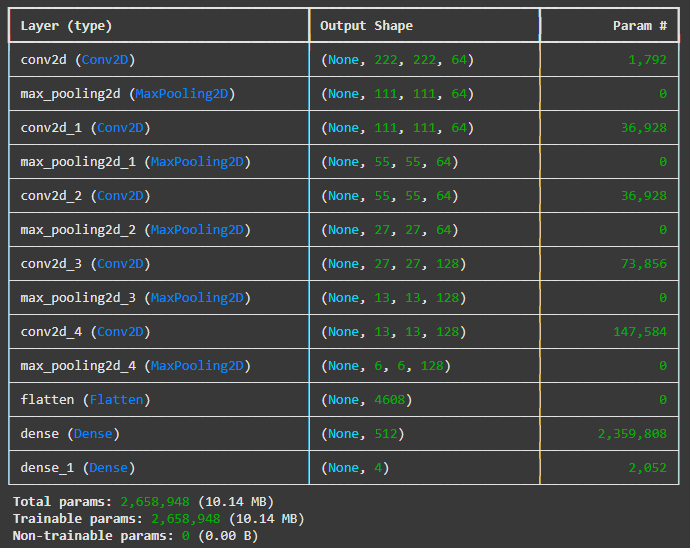 Layer (type) Output Shape Param #
conv2d (Conv2D) (None, 222, 222, 64) 1,792
max_pooling2d (MaxPooling2D) (None, 111, 111, 64) 0
conv2d_1 (Conv2D) (None, 111, 111, 64) 36,928
max_pooling2d_1 (MaxPooling2D) (None, 55, 55, 64) 0
conv2d_2 (Conv2D) (None, 55, 55, 64) 36,928
max_pooling2d_2 (MaxPooling2D) (None, 27, 27, 64) 0
conv2d_3 (Conv2D) (None, 27, 27, 128) 73,856
max_pooling2d_3 (MaxPooling2D) (None, 13, 13, 128) 0
conv2d_4 (Conv2D) (None, 13, 13, 128) 147,584
max_pooling2d_4 (MaxPooling2D) (None, 6, 6, 128) 0
flatten (Flatten) (None, 4608) 0
dense (Dense) (None, 512) 2,359,808
dense_1 (Dense) (None, 4) 2,052
Total params: 2,658,948 (10.14 MB)
Trainable params: 2,658,948 (10.14 MB)
Non-trainable params: 0 (0.00 B)